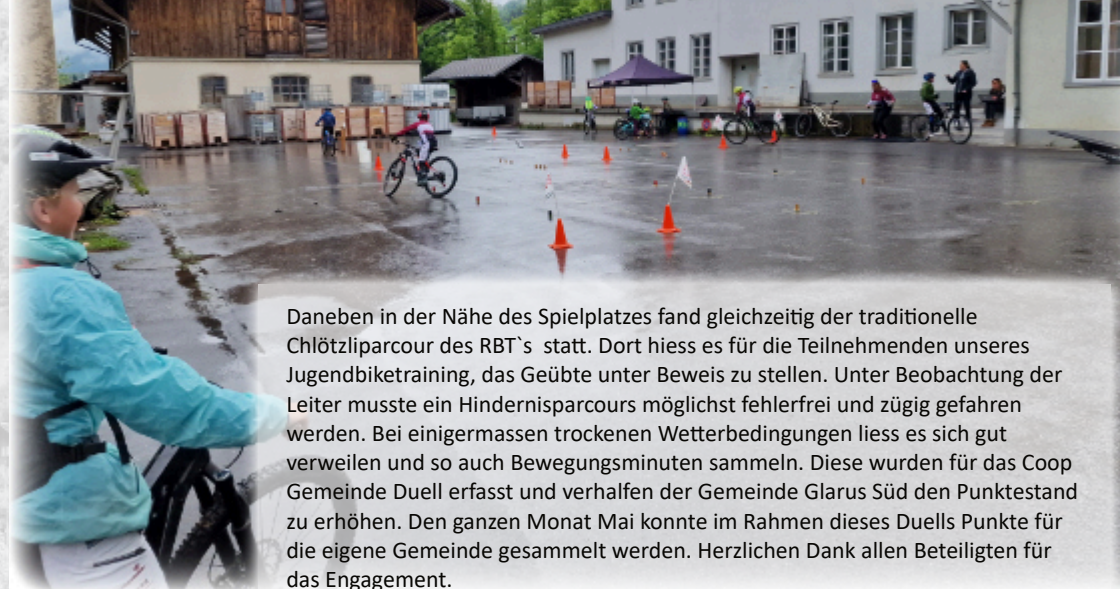 Daneben in der Nähe des Spielplatzes fand gleichzeitig der traditionelle
Chlötzliparcour des RBT`s  statt. Dort hiess es für die Teilnehmenden unseres
Jugendbiketraining, das Geübte unter Beweis zu stellen. Unter Beobachtung der
Leiter musste ein Hindernisparcours möglichst fehlerfrei und zügig gefahren
werden. Bei einigermassen trockenen Wetterbedingungen liess es sich gut
verweilen und so auch Bewegungsminuten sammeln. Diese wurden für das Coop
Gemeinde Duell erfasst und verhalfen der Gemeinde Glarus Süd den Punktestand
zu erhöhen. Den ganzen Monat Mai konnte im Rahmen dieses Duells Punkte für
die eigene Gemeinde gesammelt werden. Herzlichen Dank allen Beteiligten für
das Engagement.